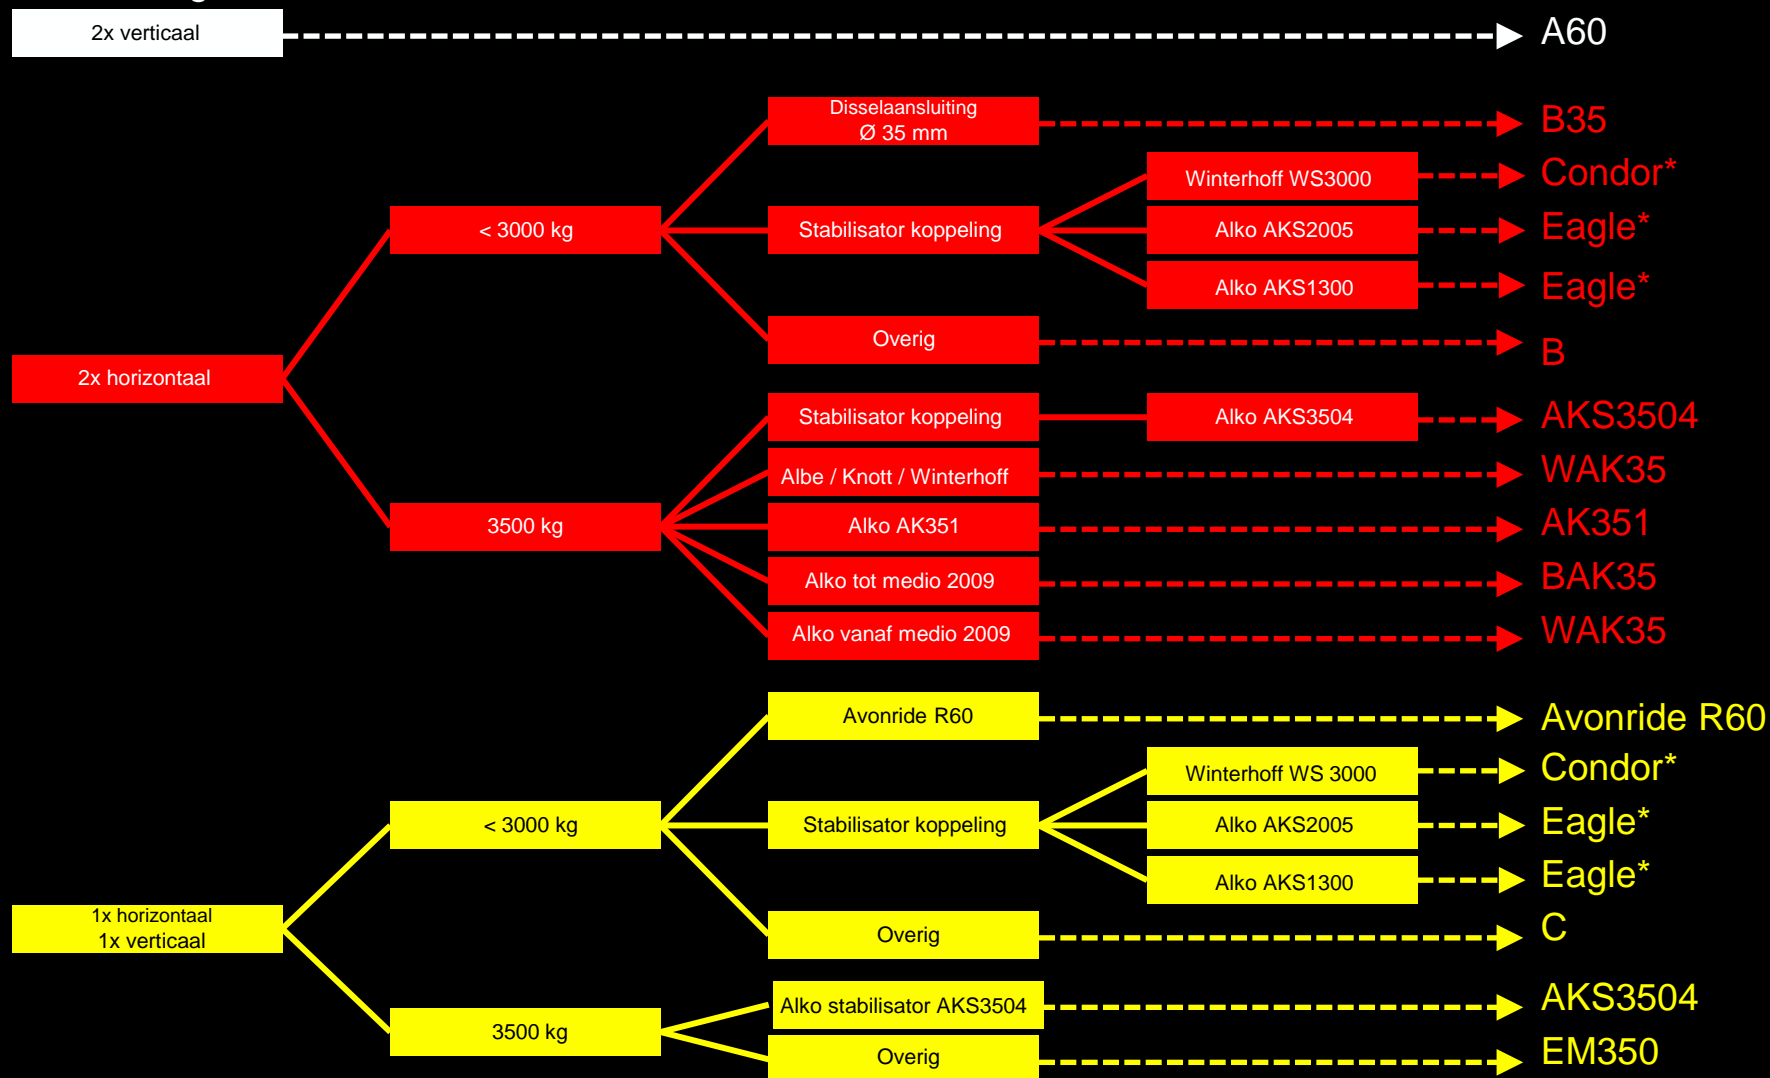 2x verticaal
A60
Disselaansluiting
Ø 35 mm
B35
Winterhoff WS3000
Condor*
< 3000 kg
Stabilisator koppeling
Alko AKS2005
Eagle*
Alko AKS1300
Eagle*
Overig
B
2x horizontaal
Stabilisator koppeling
Alko AKS3504
AKS3504
Albe / Knott / Winterhoff
WAK35
3500 kg
Alko AK351
AK351
Alko tot medio 2009
BAK35
Alko vanaf medio 2009
WAK35
Avonride R60
Avonride R60
Winterhoff WS 3000
Condor*
< 3000 kg
Stabilisator koppeling
Alko AKS2005
Eagle*
Alko AKS1300
Eagle*
1x horizontaal
1x verticaal
Overig
C
Alko stabilisator AKS3504
AKS3504
3500 kg
Overig
EM350